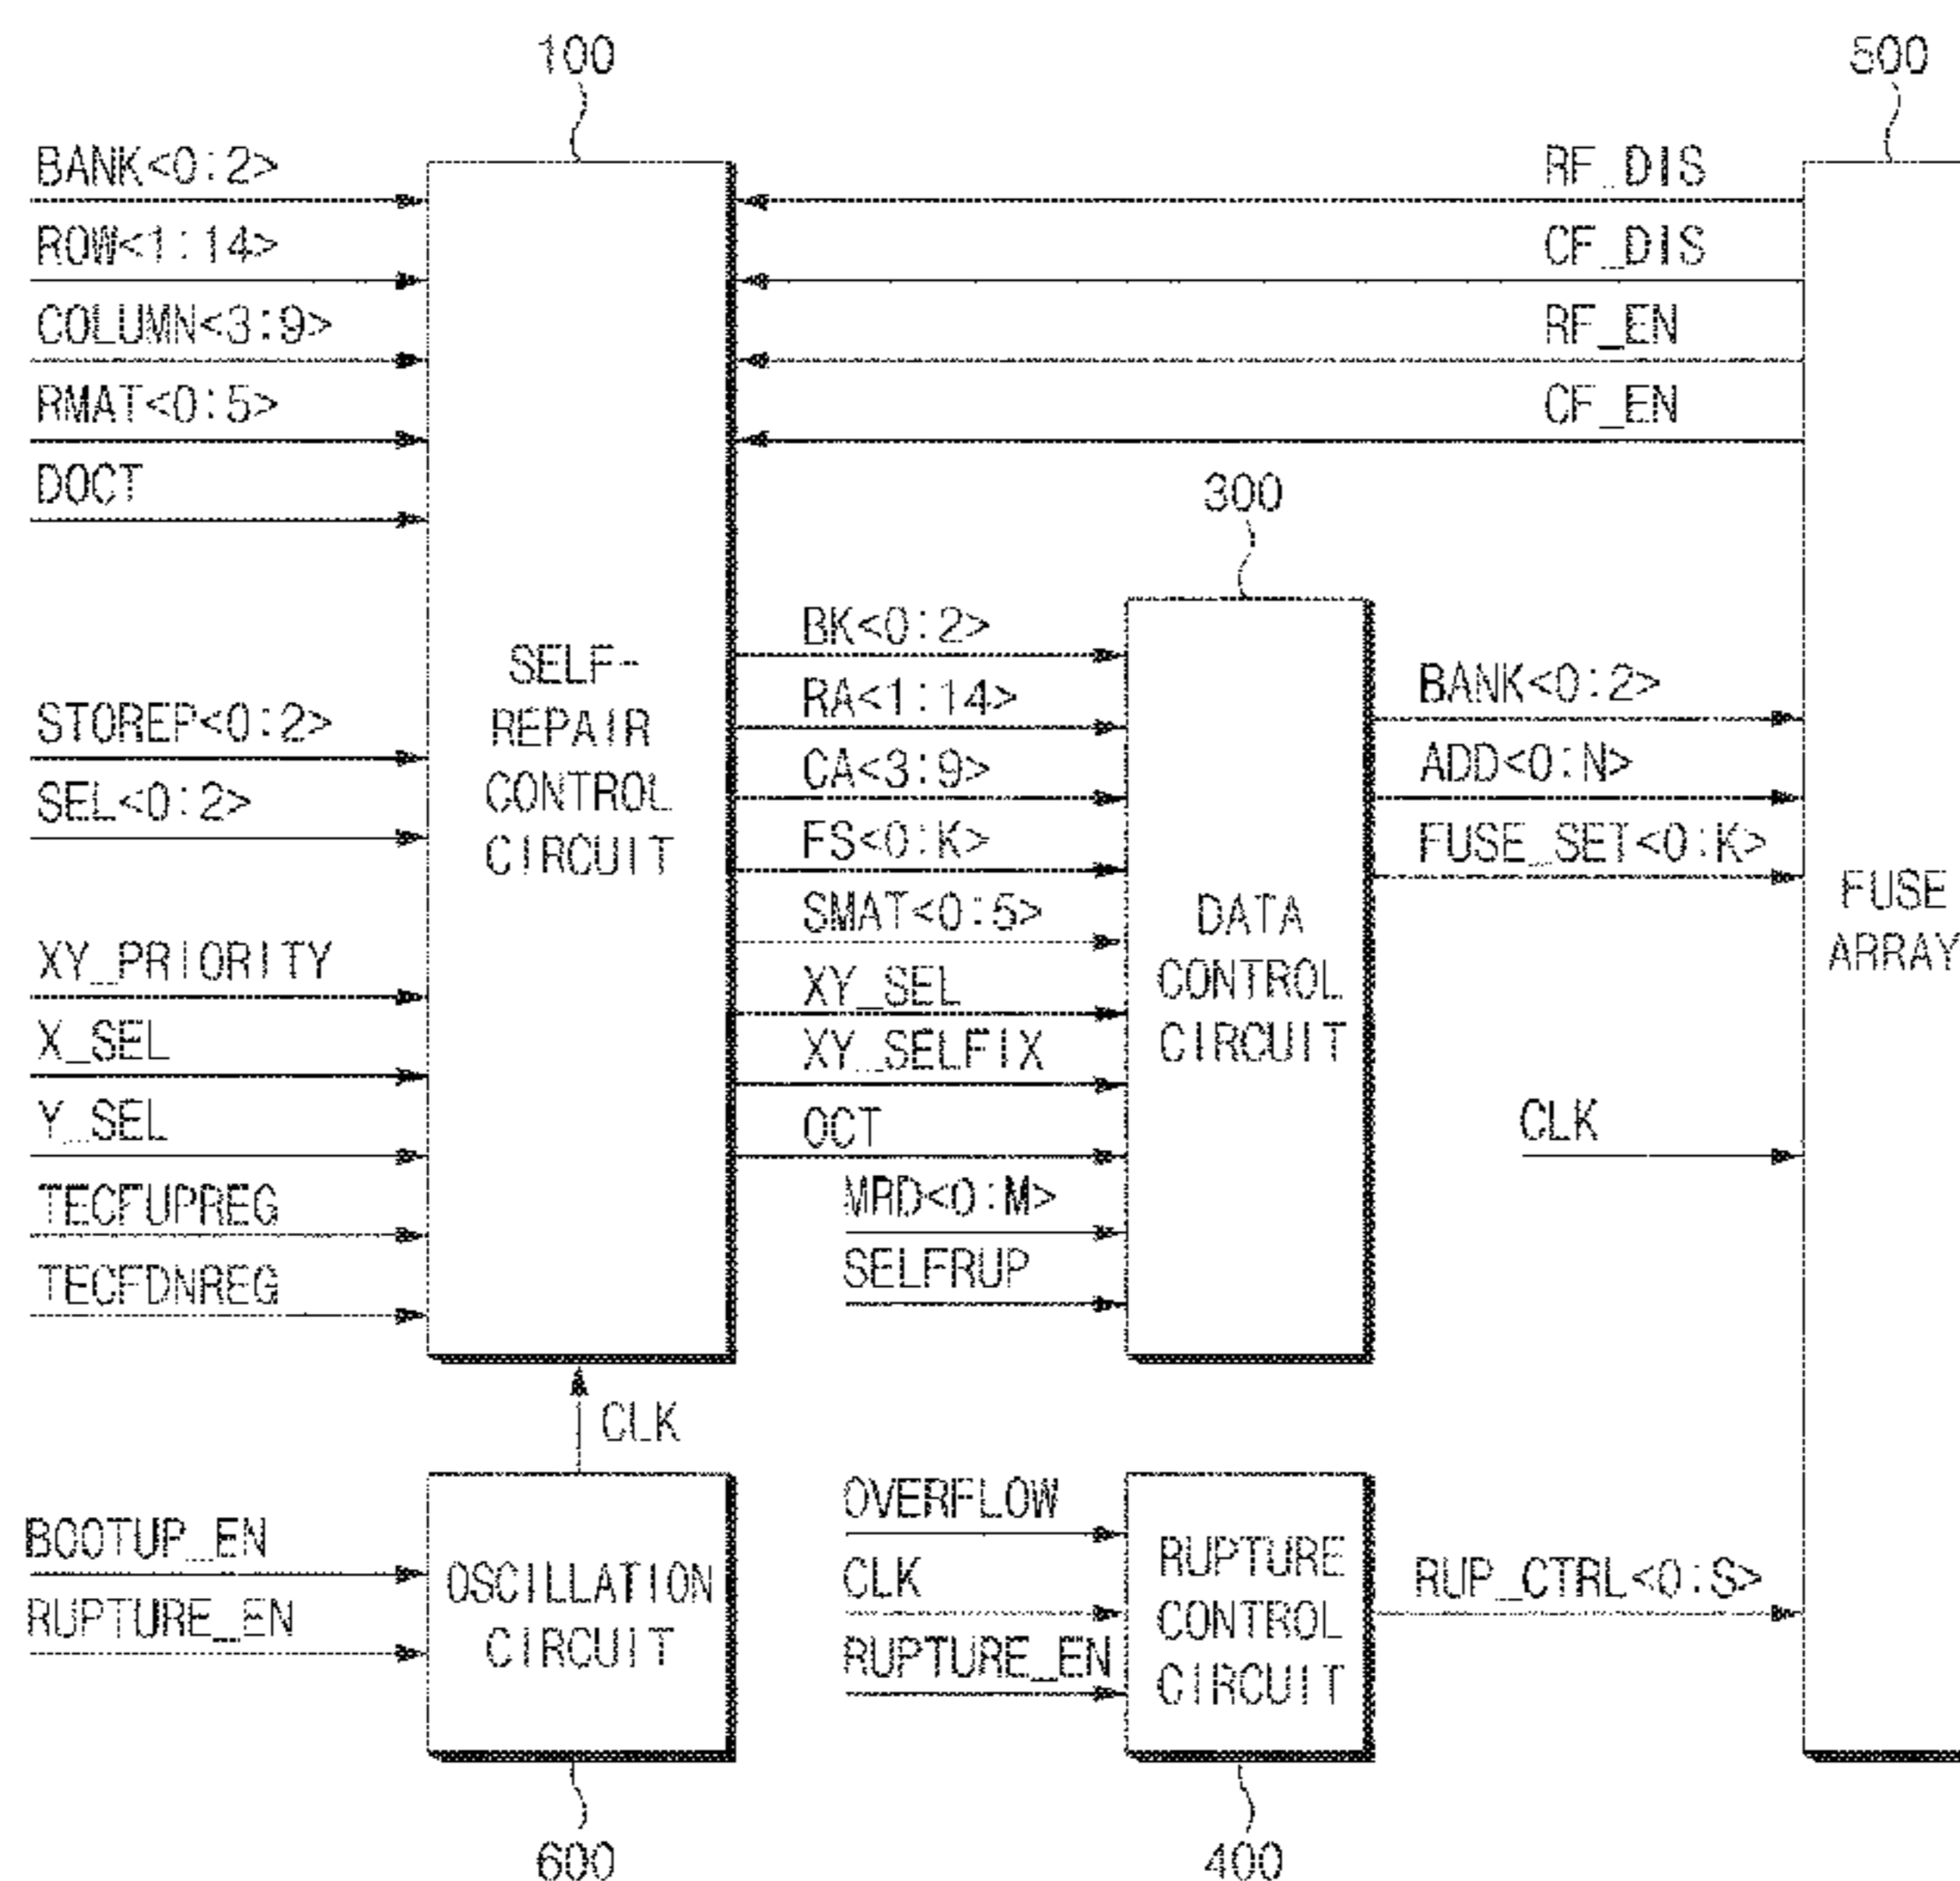 100
500
BANK<0:2>
ROW<1:14>
COLUMN<3:9>
RMAT<0:5>
DOCT
STOREP<0:2>
SEL<0:2>
XY_PRIORITY
X_SEL
Y_SEL
TECFUPREG
TECFDNREG
SELF-
REPAIR
CONTROL
CIRCUIT
RF_DIS
CF_DIS
RF_EN
CF_EN
300
BK<0:2>
RA<1:14>
CA<3:9>
FS<0:K>
SMAT<0:5>
XY_SEL
XY_SELFIX
OCT
MRD<0:M>
SELFRUP
DATA
CONTROL
CIRCUIT
BANK<0:2>
ADD<0:N>
FUSE_SET<0:K>
CLK
FUSE
ARRAY
CLK
BOOTUP_EN
RUPTURE_EN
OSCILLATION
CIRCUIT
OVERFLOW
CLK
RUPTURE_EN
RUPTURE
CONTROL
CIRCUIT
RUP_CTRL<0:S>
600
400